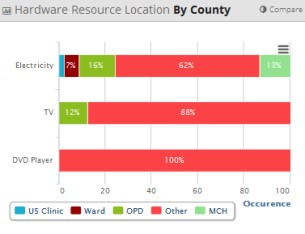 Hardware Resource Location By County
Compare
Electricity
7%
16%
62%
13%
TV
12%
88%
DVD Player
100%
0 20 40 60 80 100
Occurence
US Clinic Ward OPD Other MCH